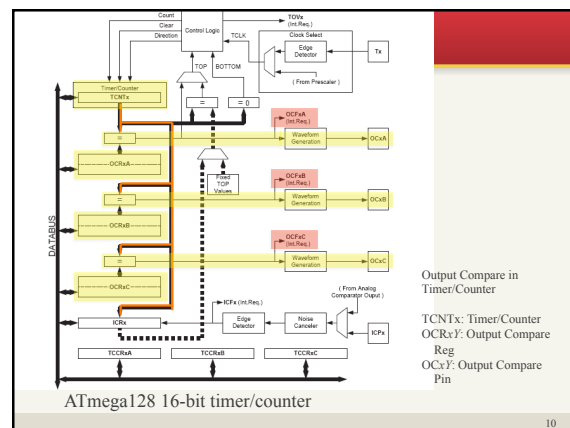 Count
Clear
Direction
Control Logic
TOVx
(Int.Req.)
Clock Select
TCLK
Edge
Detector
Tx
( From Prescaler )
TOP
BOTTOM
Timer/Counter
TCNTx
=
= 0
=
OCFxA
(Int.Req.)
Waveform
Generation
OCxA
OCRxA
Fixed
TOP
Values
OCFxB
(Int.Req.)
=
Waveform
Generation
OCxB
OCRxB
DATABUS
OCFxC
(Int.Req.)
=
Waveform
Generation
OCxC
OCRxC
( From Analog
Comparator Ouput )
ICFx (Int.Req.)
ICRx
Edge
Detector
Noise
Canceler
ICPx
TCCRxA
TCCRxB
TCCRxC
Output Compare in
Timer/Counter
TCNTx: Timer/Counter
OCRxY: Output Compare
Reg
OCxY: Output Compare
Pin
ATmega128 16-bit timer/counter
10